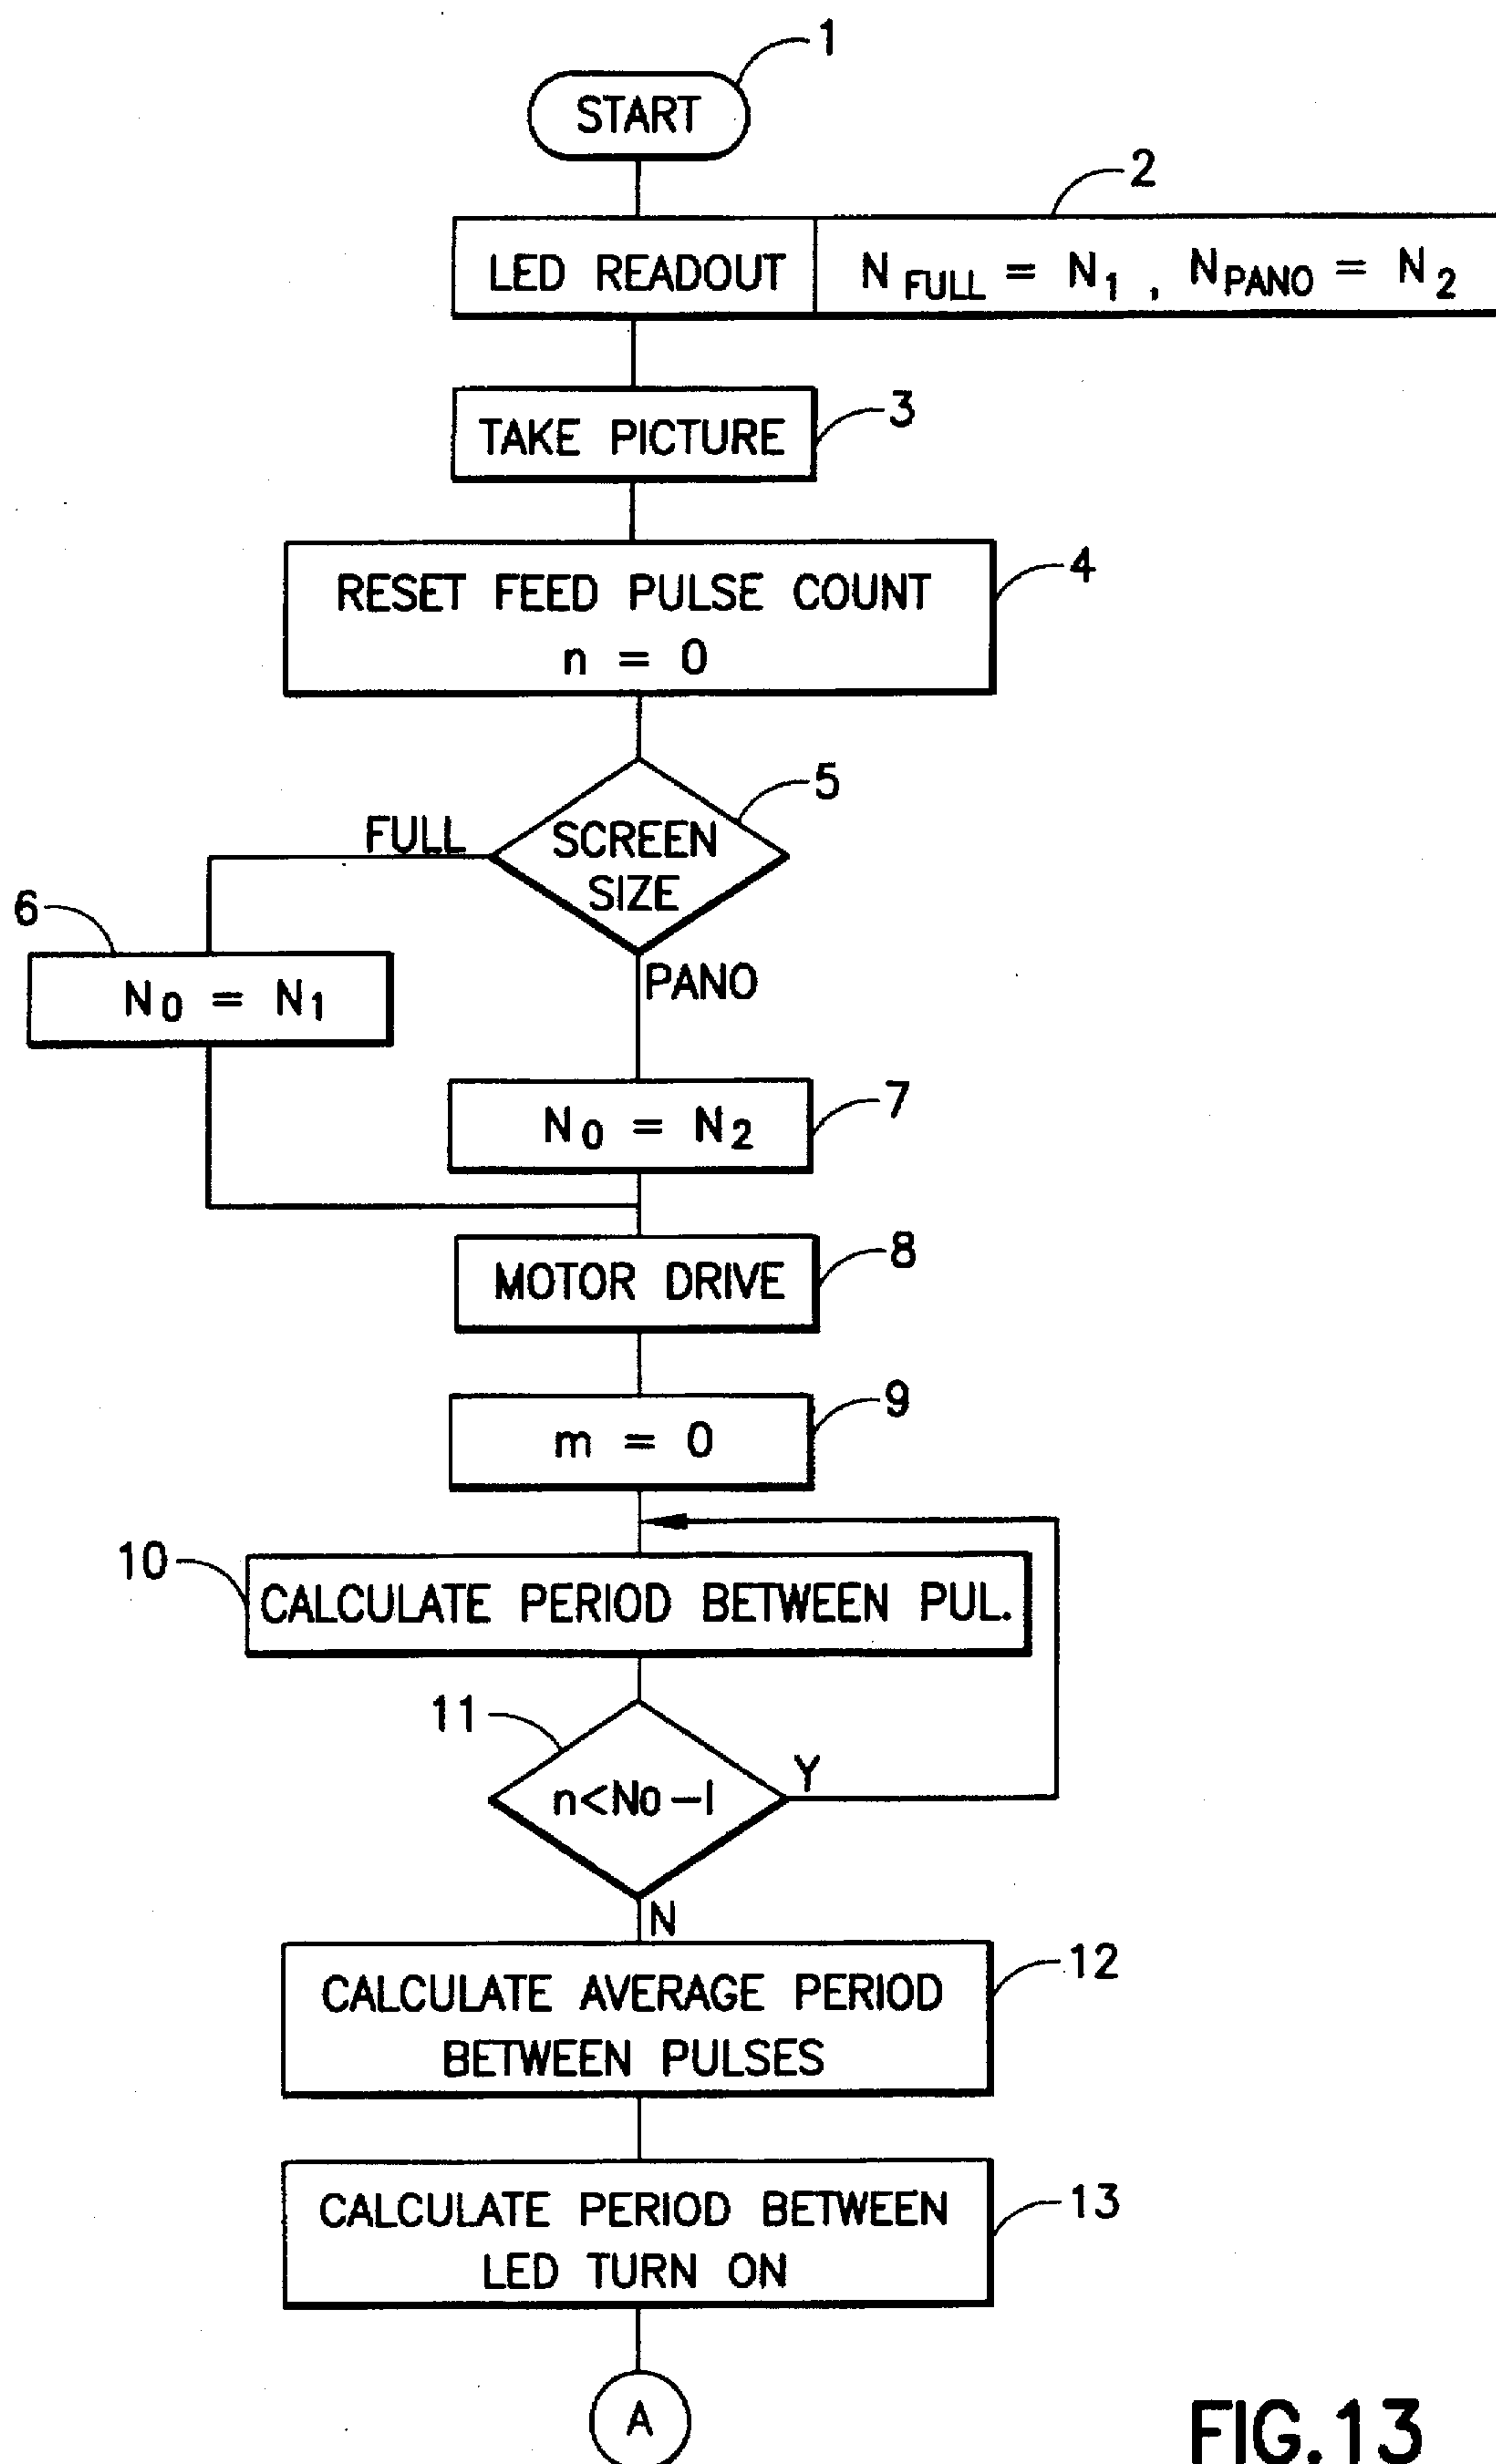 1
START
2
LED READOUT
N FULL = N1 , NPANO = N2
TAKE PICTURE
3
RESET FEED PULSE COUNT
n = 0
4
SCREEN
SIZE
5
FULL
PANO
6
N0 = N1
N0 = N2
7
MOTOR DRIVE
8
m = 0
9
10
CALCULATE PERIOD BETWEEN PUL.
11
n<No-1
Y
N
CALCULATE AVERAGE PERIOD
BETWEEN PULSES
12
CALCULATE PERIOD BETWEEN
LED TURN ON
13
A
FIG.13